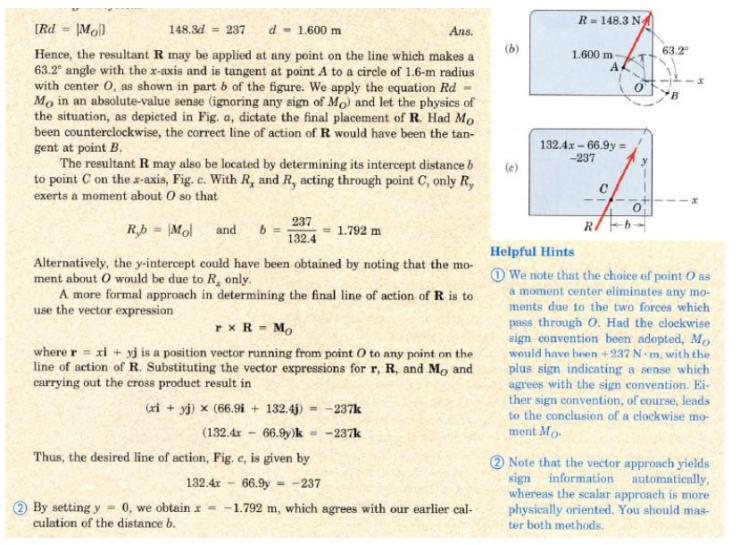 [Rd = |M_O|] 148.3d = 237 d = 1.600 m Ans.
Hence, the resultant R may be applied at any point on the line which makes a
63.2° angle with the x-axis and is tangent at point A to a circle of 1.6-m radius
with center O, as shown in part b of the figure. We apply the equation Rd =
M_O in an absolute-value sense (ignoring any sign of M_O) and let the physics of
the situation, as depicted in Fig. a, dictate the final placement of R. Had M_O
been counterclockwise, the correct line of action of R would have been the tan-
gent at point B.
The resultant R may also be located by determining its intercept distance b
to point C on the x-axis, Fig. c. With R_x and R_y acting through point C, only R_y
exerts a moment about O so that
R_y b = |M_O| and b = 237/132.4 = 1.792 m
Alternatively, the y-intercept could have been obtained by noting that the mo-
ment about O would be due to R_x only.
A more formal approach in determining the final line of action of R is to
use the vector expression
r × R = M_O
where r = xi + yj is a position vector running from point O to any point on the
line of action of R. Substituting the vector expressions for r, R, and M_O and
carrying out the cross product result in
(xi + yj) × (66.9i + 132.4j) = −237k
(132.4x − 66.9y)k = −237k
Thus, the desired line of action, Fig. c, is given by
132.4x − 66.9y = −237
② By setting y = 0, we obtain x = −1.792 m, which agrees with our earlier cal-
culation of the distance b.
(b)
R = 148.3 N
1.600 m
63.2°
A
O
x
B
(c)
132.4x − 66.9y =
−237
y
C
O
x
R
b
Helpful Hints
① We note that the choice of point O as
a moment center eliminates any mo-
ments due to the two forces which
pass through O. Had the clockwise
sign convention been adopted, M_O
would have been +237 N·m, with the
plus sign indicating a sense which
agrees with the sign convention. Ei-
ther sign convention, of course, leads
to the conclusion of a clockwise mo-
ment M_O.
② Note that the vector approach yields
sign information automatically,
whereas the scalar approach is more
physically oriented. You should mas-
ter both methods.